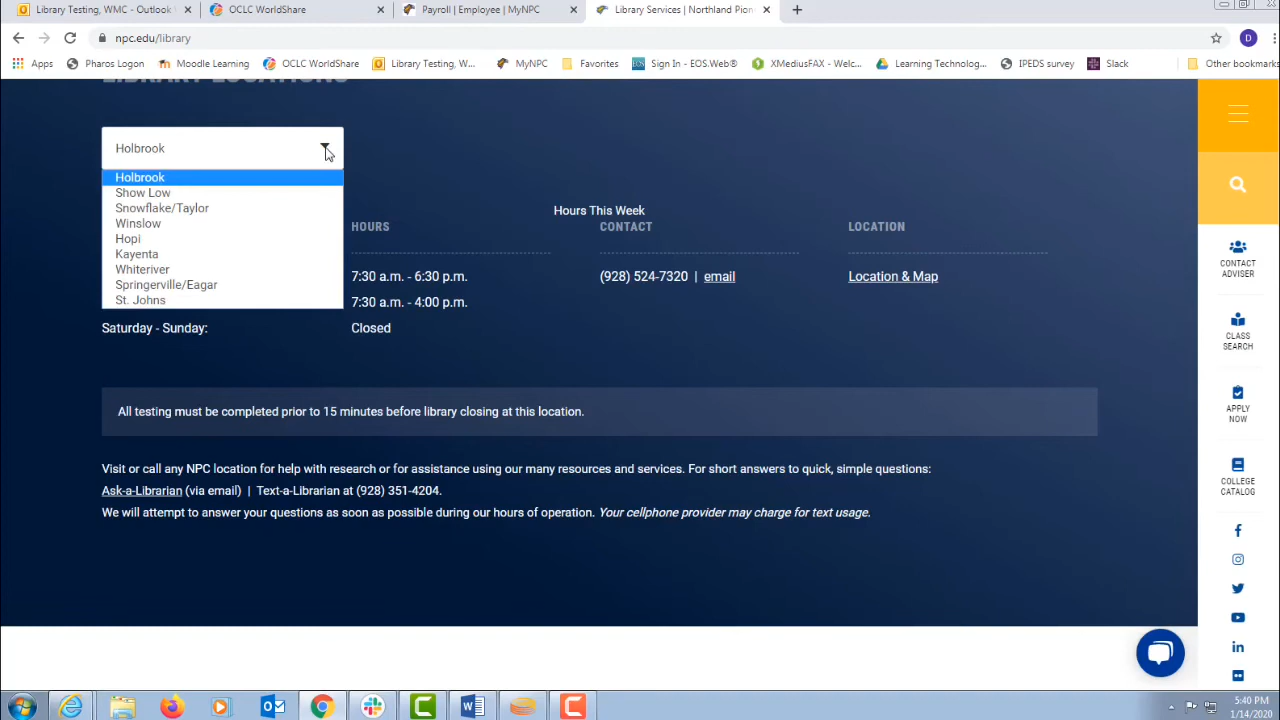 Library Testing, WMC - Outlook
OCLC WorldShare
Payroll | Employee | MyNPC
Library Services | Northland Pion
npc.edu/library
D
Apps
Pharos Logon
Moodle Learning
OCLC WorldShare
Library Testing, W...
MyNPC
Favorites
Sign In - EOS.Web®
XMediusFAX - Welc...
Learning Technolog...
IPEDS survey
Slack
Other bookmarks
LIBRARY LOCATIONS
Holbrook
Holbrook
Show Low
Snowflake/Taylor
Winslow
Hopi
Kayenta
Whiteriver
Springerville/Eagar
St. Johns
Hours This Week
HOURS
CONTACT
LOCATION
7:30 a.m. - 6:30 p.m.
(928) 524-7320 | email
Location & Map
7:30 a.m. - 4:00 p.m.
Saturday - Sunday:
Closed
All testing must be completed prior to 15 minutes before library closing at this location.
Visit or call any NPC location for help with research or for assistance using our many resources and services. For short answers to quick, simple questions:
Ask-a-Librarian (via email) | Text-a-Librarian at (928) 351-4204.
We will attempt to answer your questions as soon as possible during our hours of operation. Your cellphone provider may charge for text usage.
CONTACT
ADVISER
CLASS
SEARCH
APPLY
NOW
COLLEGE
CATALOG
5:40 PM
1/14/2020